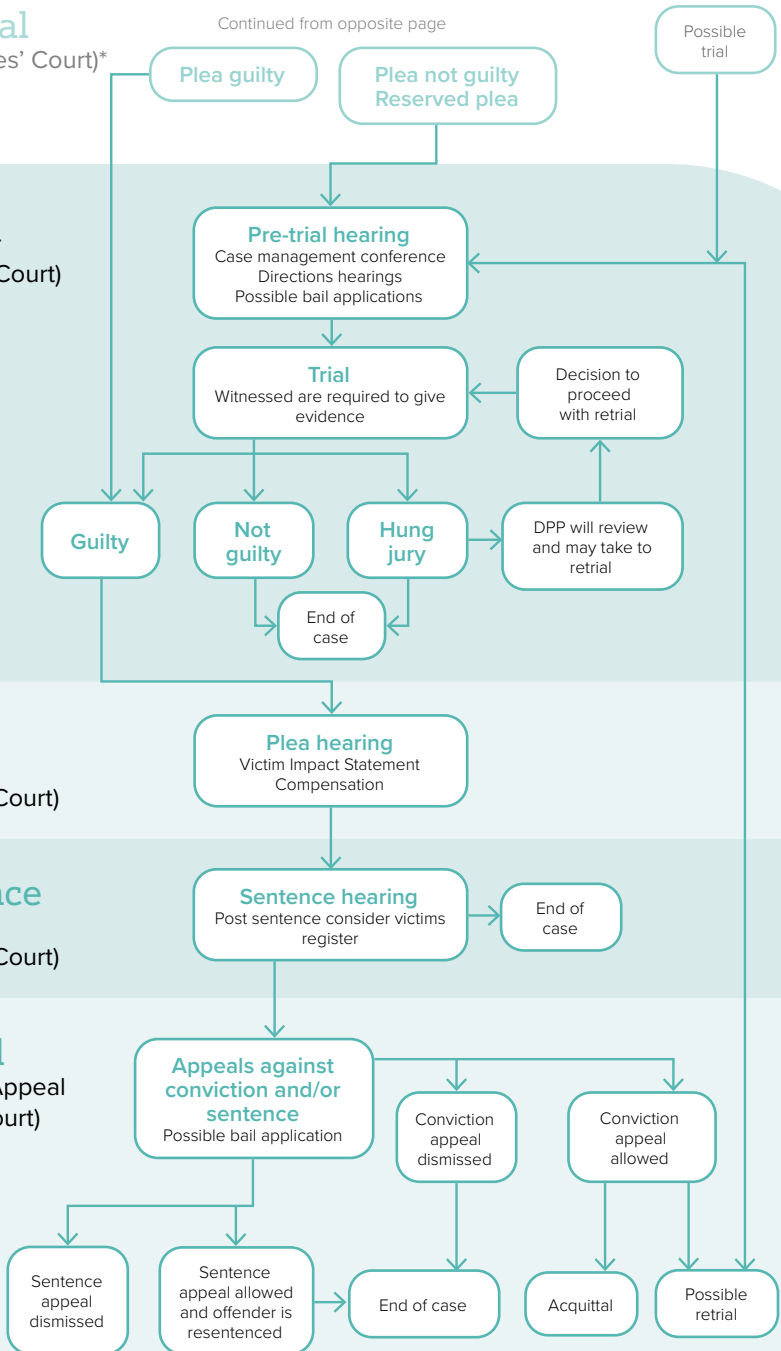 al
Continued from opposite page
es’ Court)*
Plea guilty
Plea not guilty
Reserved plea
Possible
trial
Court)
Pre-trial hearing
Case management conference
Directions hearings
Possible bail applications
Trial
Witnessed are required to give
evidence
Decision to
proceed
with retrial
Guilty
Not
guilty
Hung
jury
DPP will review
and may take to
retrial
End of
case
Plea hearing
Victim Impact Statement
Compensation
Court)
nce
Sentence hearing
Post sentence consider victims
register
End of
case
Court)
l
Appeal
ourt)
Appeals against
conviction and/or
sentence
Possible bail application
Conviction
appeal
dismissed
Conviction
appeal
allowed
Sentence
appeal
dismissed
Sentence
appeal allowed
and offender is
resentenced
End of case
Acquittal
Possible
retrial